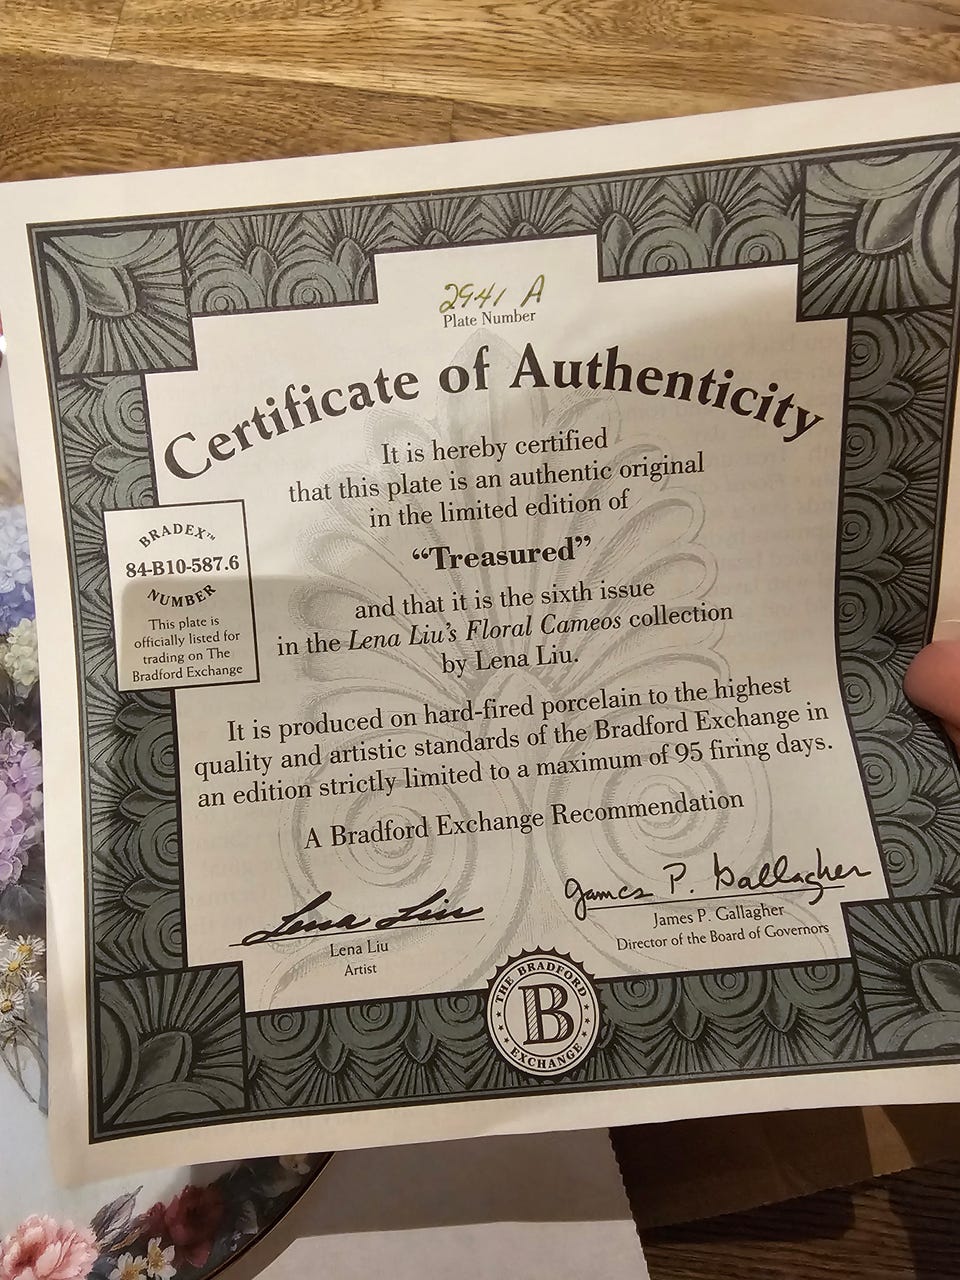 2941 A
Plate Number
Certificate of Authenticity
It is hereby certified
that this plate is an authentic original
in the limited edition of
“Treasured”
and that it is the sixth issue
in the Lena Liu's Floral Cameos collection
by Lena Liu.
BRADEX™
84-B10-587.6
NUMBER
This plate is
officially listed for
trading on The
Bradford Exchange
It is produced on hard-fired porcelain to the highest
quality and artistic standards of the Bradford Exchange in
an edition strictly limited to a maximum of 95 firing days.
A Bradford Exchange Recommendation
Lena Liu
Lena Liu
Artist
James P. Gallagher
James P. Gallagher
Director of the Board of Governors
THE BRADFORD
B
EXCHANGE